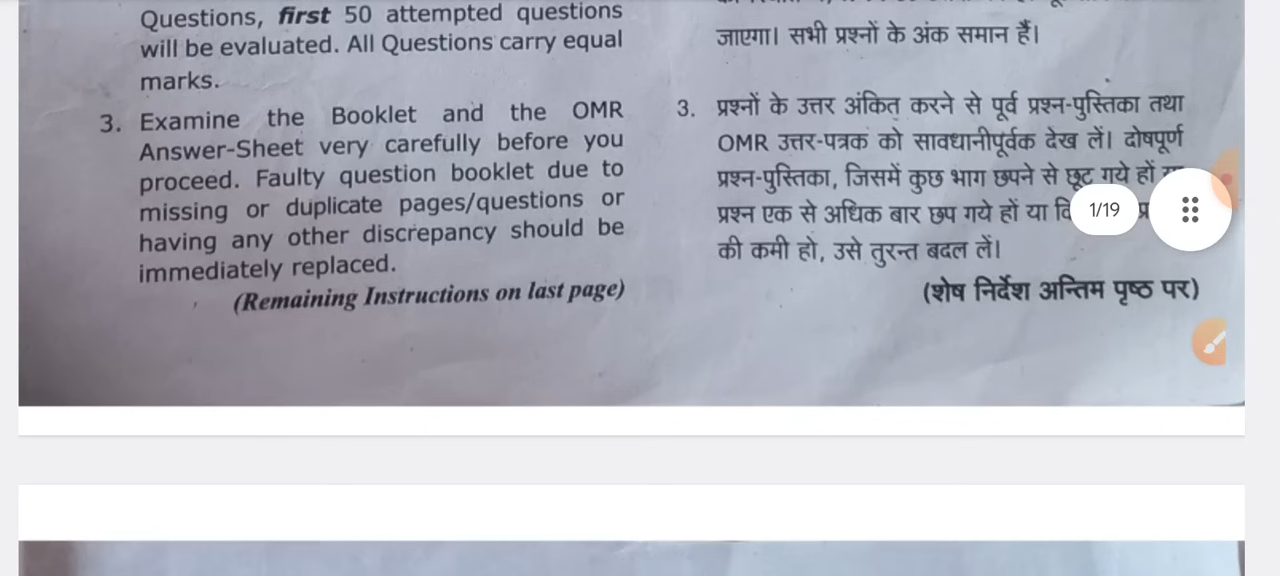 Questions, first 50 attempted questions
will be evaluated. All Questions carry equal
marks.
3. Examine the Booklet and the OMR
Answer-Sheet very carefully before you
proceed. Faulty question booklet due to
missing or duplicate pages/questions or
having any other discrepancy should be
immediately replaced.
(Remaining Instructions on last page)
जाएगा। सभी प्रश्नों के अंक समान हैं।
3. प्रश्नों के उत्तर अंकित करने से पूर्व प्रश्न-पुस्तिका तथा
OMR उत्तर-पत्रक को सावधानीपूर्वक देख लें। दोषपूर्ण
प्रश्न-पुस्तिका, जिसमें कुछ भाग छपने से छूट गये हों
प्रश्न एक से अधिक बार छप गये हों या
की कमी हो, उसे तुरन्त बदल लें।
(शेष निर्देश अन्तिम पृष्ठ पर)
1/19